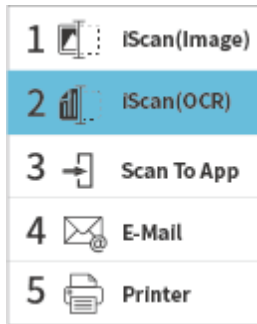 1 iScan(Image)
2 iScan(OCR)
3 Scan To App
4 @ E-Mail
5 Printer